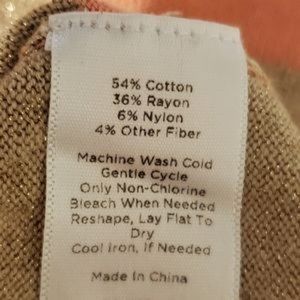 54% Cotton
36% Rayon
6% Nylon
4% Other Fiber
Machine Wash Cold
Gentle Cycle
Only Non-Chlorine
Bleach When Needed
Reshape, Lay Flat To
Dry
Cool Iron, If Needed
Made In China